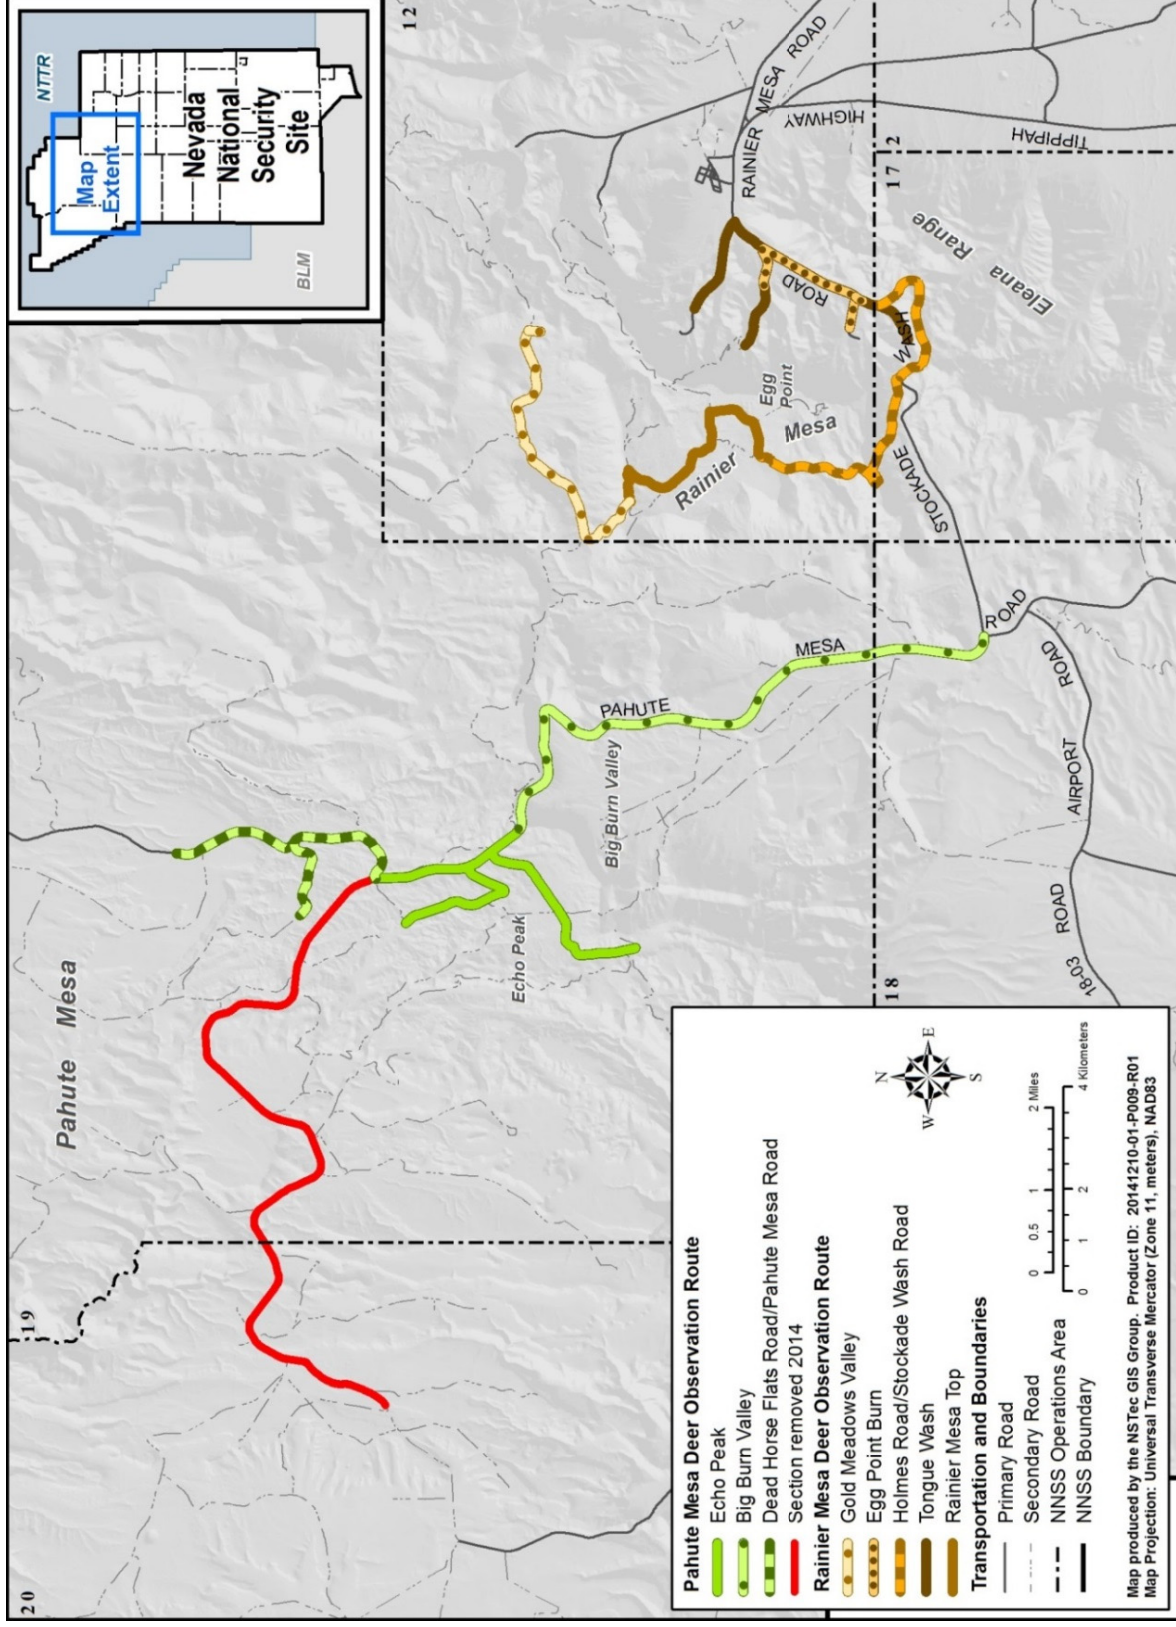 20
19
12
18
17
2
Pahute Mesa
Echo Peak
Big Burn Valley
PAHUTE
MESA
ROAD
STOCKADE
WASH
ROAD
Rainier
Mesa
Egg
Point
Eleana
Range
RAINIER MESA ROAD
TIPPIPAH
HIGHWAY
AIRPORT
ROAD
18-03
ROAD
NTTR
Map
Extent
Nevada
National
Security
Site
BLM
Pahute Mesa Deer Observation Route
Echo Peak
Big Burn Valley
Dead Horse Flats Road/Pahute Mesa Road
Section removed 2014
Rainier Mesa Deer Observation Route
Gold Meadows Valley
Egg Point Burn
Holmes Road/Stockade Wash Road
Tongue Wash
Rainier Mesa Top
Transportation and Boundaries
Primary Road
Secondary Road
NNSS Operations Area
NNSS Boundary
N
W
E
S
0 0.5 1 2 Miles
0 1 2 4 Kilometers
Map produced by the NSTec GIS Group. Product ID: 20141210-01-P009-R01
Map Projection: Universal Transverse Mercator (Zone 11, meters), NAD83